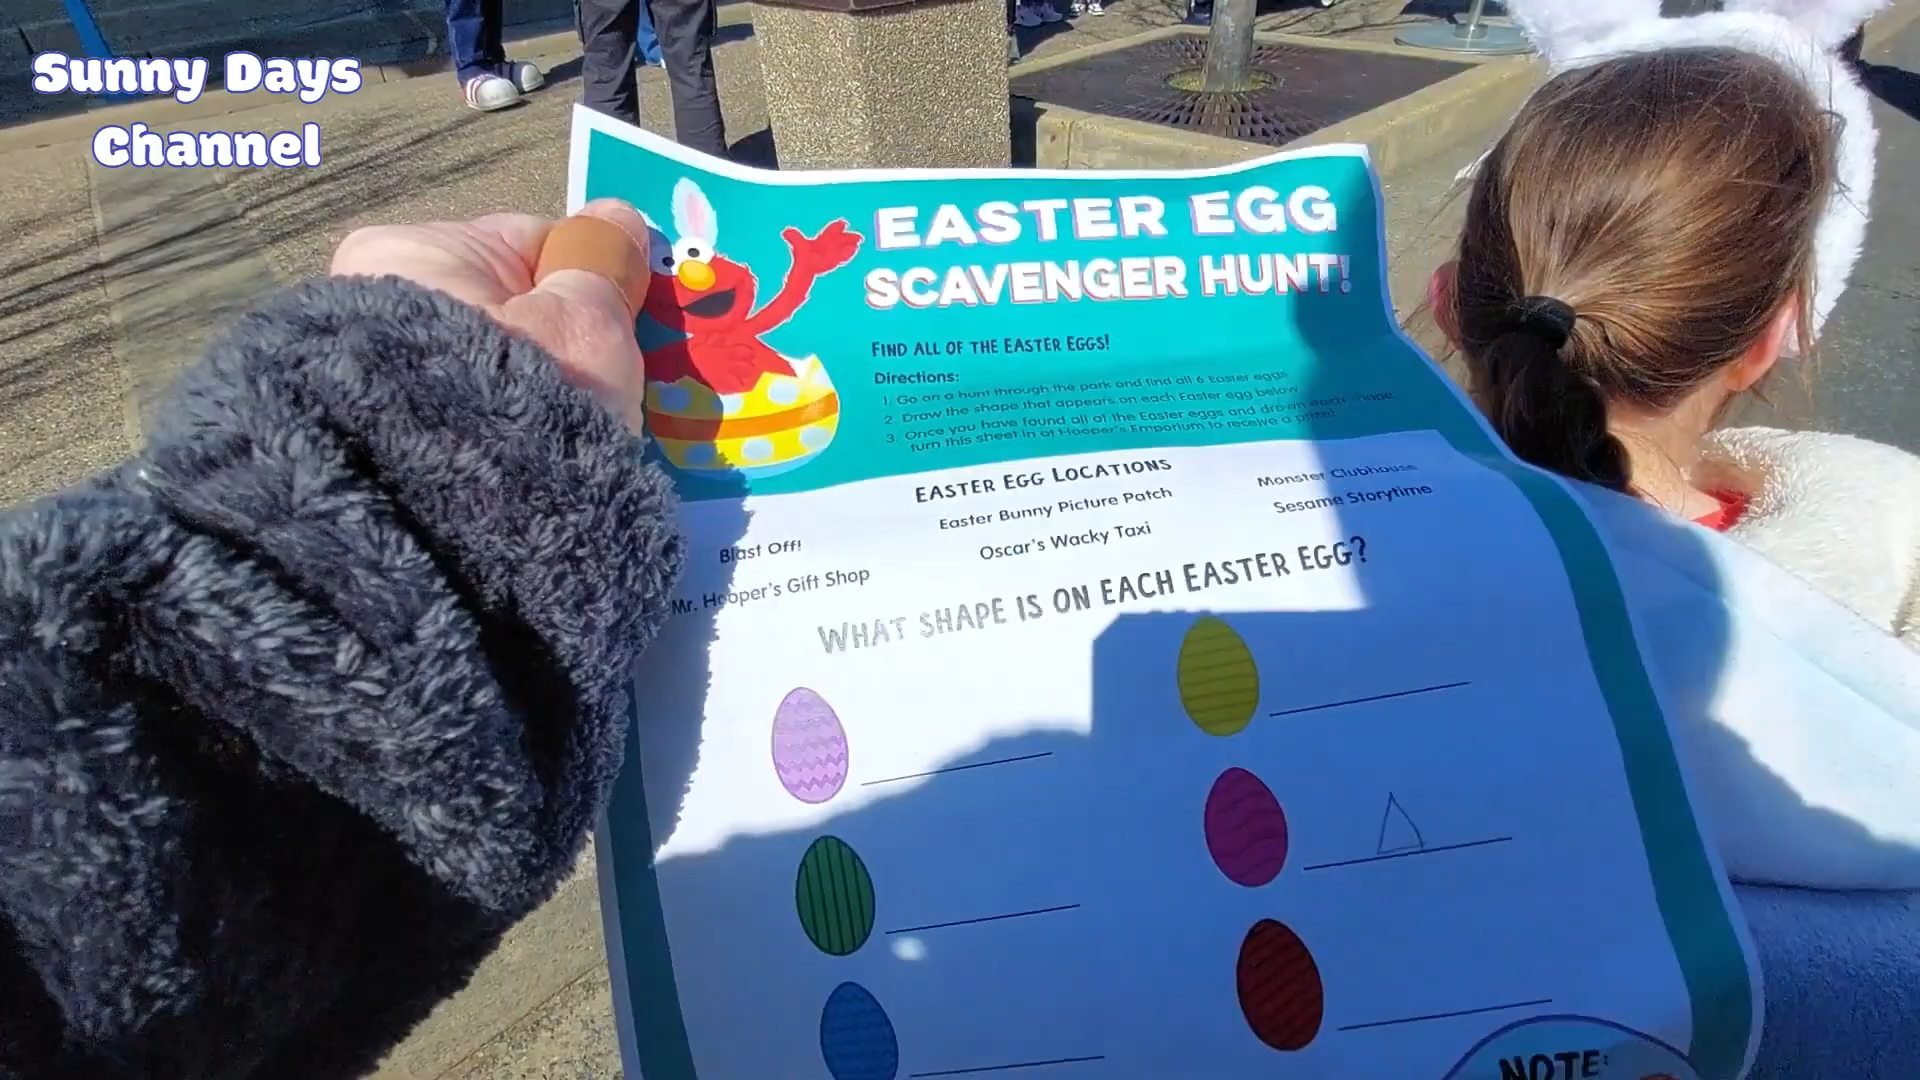 Sunny Days
Channel
EASTER EGG
SCAVENGER HUNT!
FIND ALL OF THE EASTER EGGS!
Directions:
1. Go on a hunt through the park and find all 6 Easter eggs
2. Draw the shape that appears on each Easter egg below
3. Once you have found all of the Easter eggs and drawn each shape,
turn this sheet in at Hooper's Emporium to receive a prize!
EASTER EGG LOCATIONS
Blast Off!
Easter Bunny Picture Patch
Monster Clubhouse
Mr. Hooper's Gift Shop
Oscar's Wacky Taxi
Sesame Storytime
WHAT SHAPE IS ON EACH EASTER EGG?
NOTE: